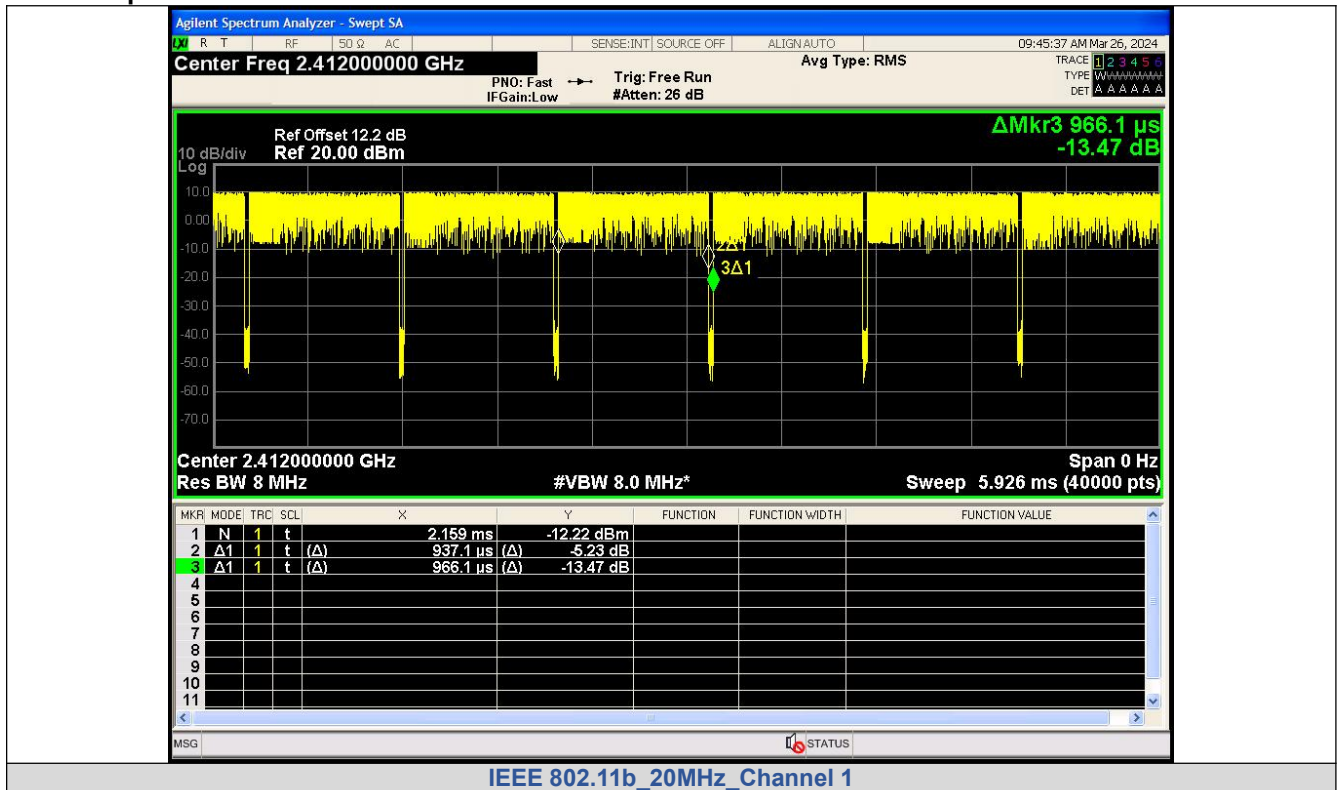 Agilent Spectrum Analyzer - Swept SA
LXI R T RF 50 Ω AC SENSE:INT SOURCE OFF ALIGN AUTO 09:45:37 AM Mar 26, 2024
Center Freq 2.412000000 GHz Avg Type: RMS TRACE 1 2 3 4 5 6
PNO: Fast Trig: Free Run TYPE
IFGain:Low #Atten: 26 dB DET A A A A A A
ΔMkr3 966.1 µs
Ref Offset 12.2 dB
10 dB/div Ref 20.00 dBm -13.47 dB
Log
10.0
0.00
-10.0
3Δ1
-20.0
-30.0
-40.0
-50.0
-60.0
-70.0
Center 2.412000000 GHz Span 0 Hz
Res BW 8 MHz #VBW 8.0 MHz* Sweep 5.926 ms (40000 pts)
MKR MODE TRC SCL X Y FUNCTION FUNCTION WIDTH FUNCTION VALUE
1 N 1 t 2.159 ms -12.22 dBm
2 Δ1 1 t (Δ) 937.1 µs (Δ) -5.23 dB
3 Δ1 1 t (Δ) 966.1 µs (Δ) -13.47 dB
4
5
6
7
8
9
10
11
MSG STATUS
IEEE 802.11b_20MHz_Channel 1